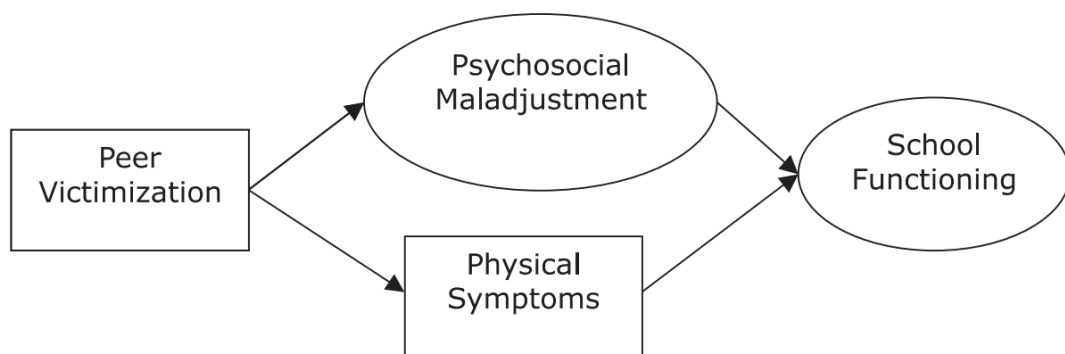 Psychosocial
Maladjustment
Peer
Victimization
School
Functioning
Physical
Symptoms